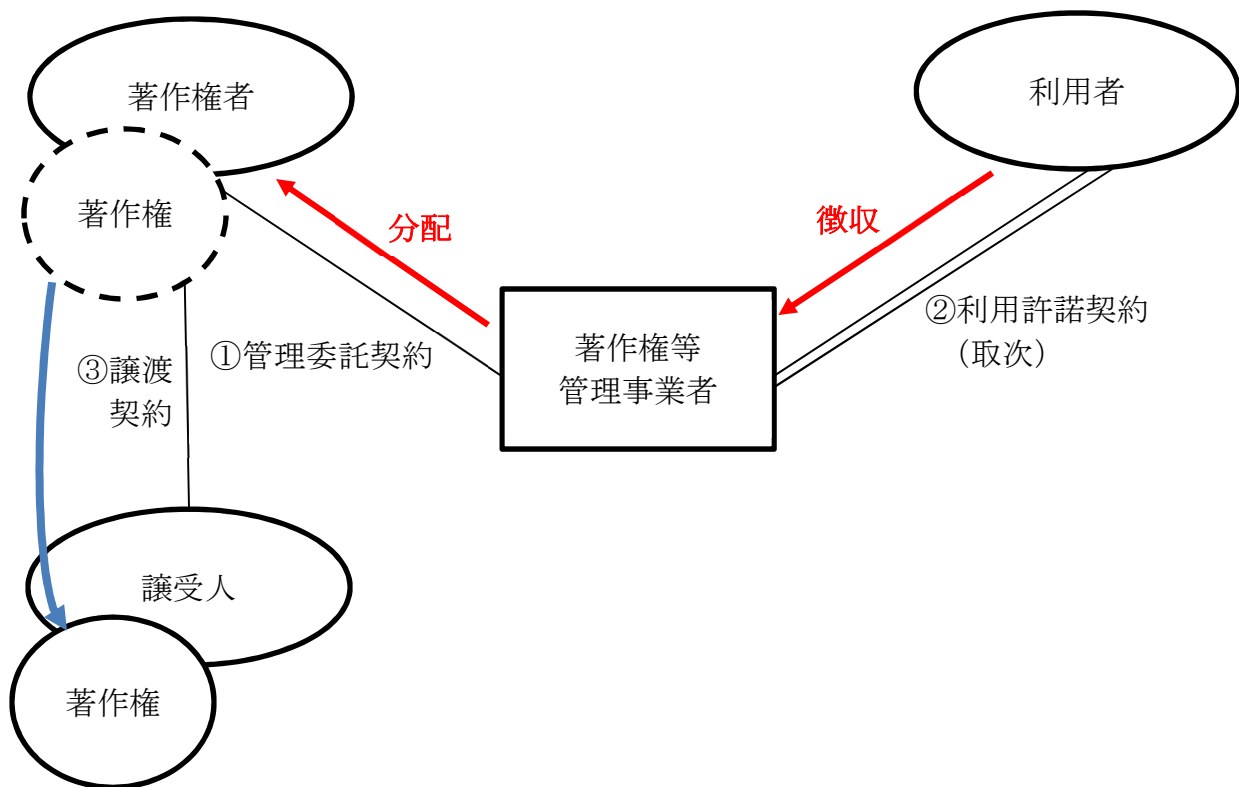 著作権者
利用者
著作権
分配
徴収
②利用許諾契約
（取次）
著作権等
管理事業者
①管理委託契約
③譲渡
契約
譲受人
著作権